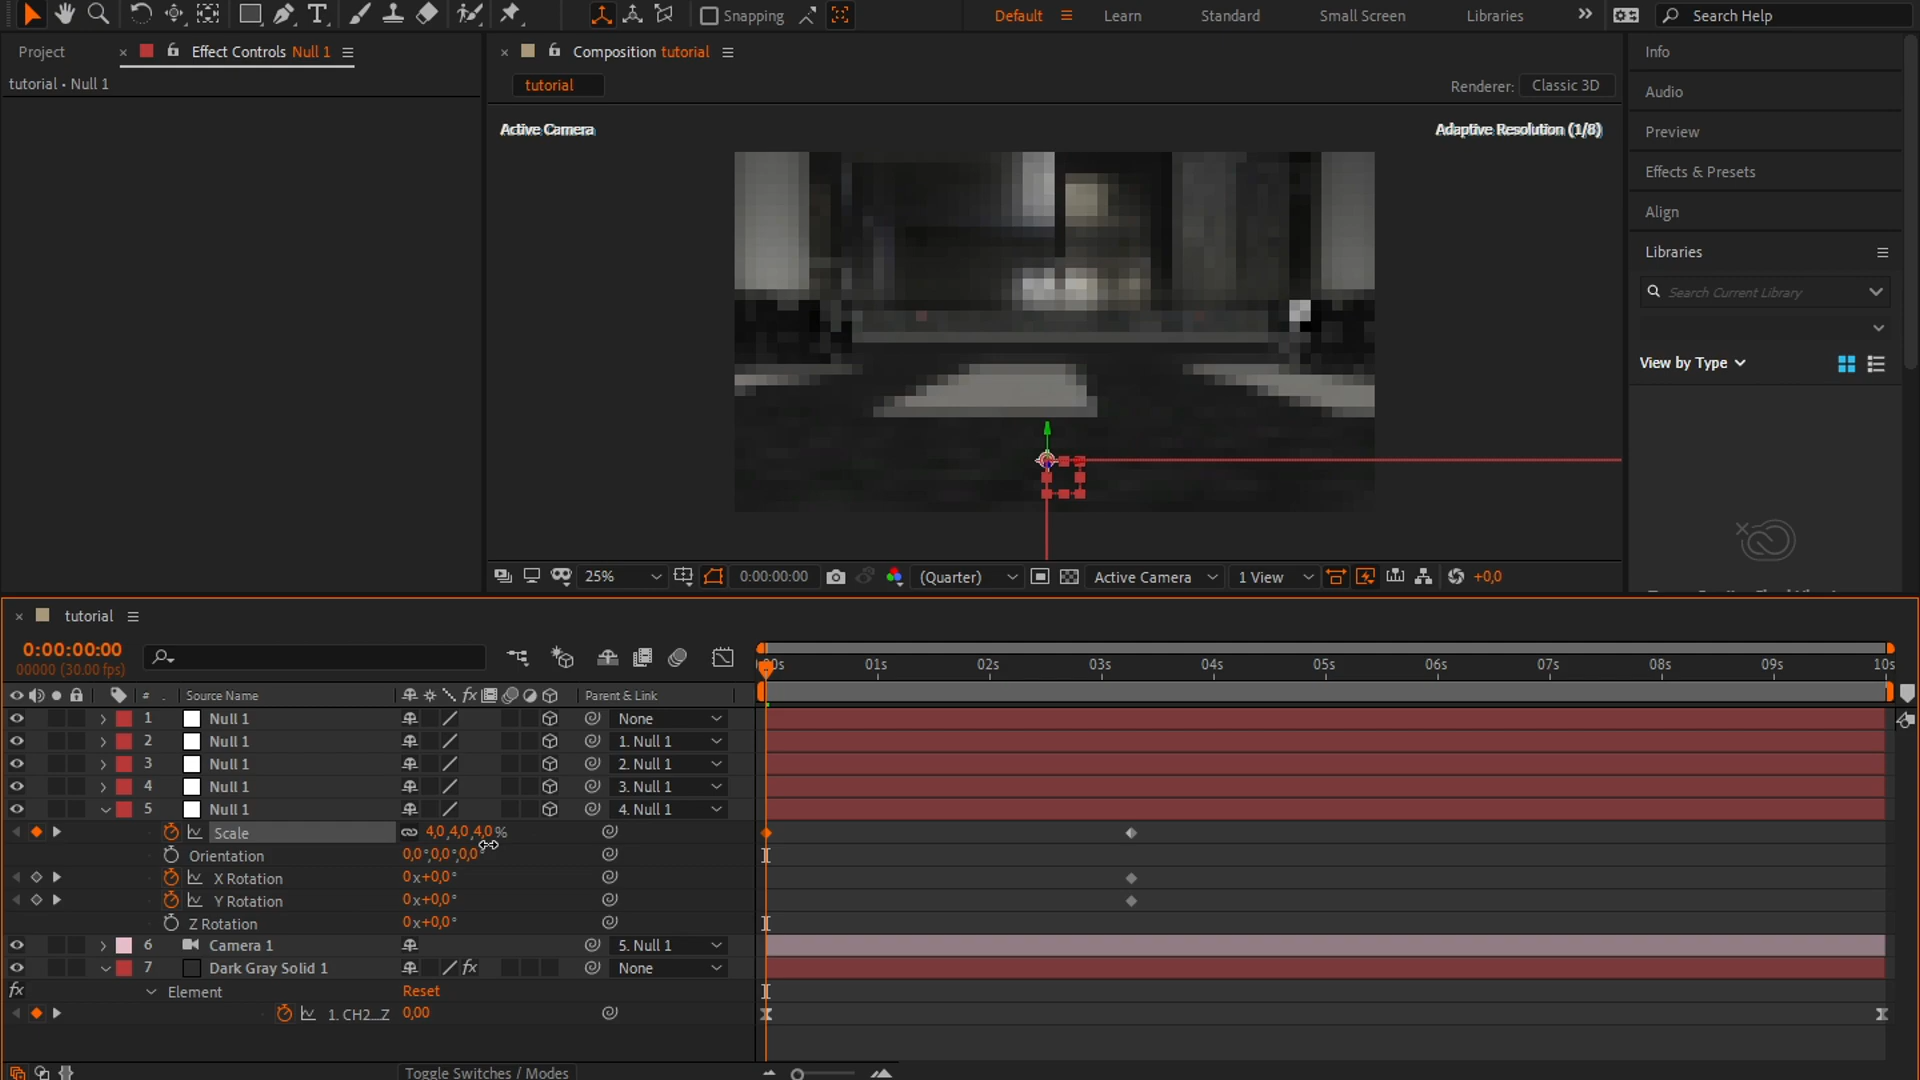 Snapping
Default
Learn
Standard
Small Screen
Libraries
Search Help
Project
Effect Controls Null 1
Composition tutorial
Info
tutorial • Null 1
tutorial
Renderer:
Classic 3D
Audio
Active Camera
Adaptive Resolution (1/8)
Preview
Effects & Presets
Align
Libraries
Search Current Library
View by Type
25%
0:00:00:00
(Quarter)
Active Camera
1 View
+0,0
tutorial
0:00:00:00
00000 (30.00 fps)
01s
02s
03s
04s
05s
06s
07s
08s
09s
10s
#
Source Name
fx
Parent & Link
1 Null 1 None
2 Null 1 1. Null 1
3 Null 1 2. Null 1
4 Null 1 3. Null 1
5 Null 1 4. Null 1
Scale 4,0,4,0,4,0 %
Orientation 0,0°,0,0°,0,0°
X Rotation 0 x+0,0°
Y Rotation 0 x+0,0°
Z Rotation 0 x+0,0°
6 Camera 1 5. Null 1
7 Dark Gray Solid 1 fx None
fx Element Reset
1. CH2_Z 0,00
Toggle Switches / Modes